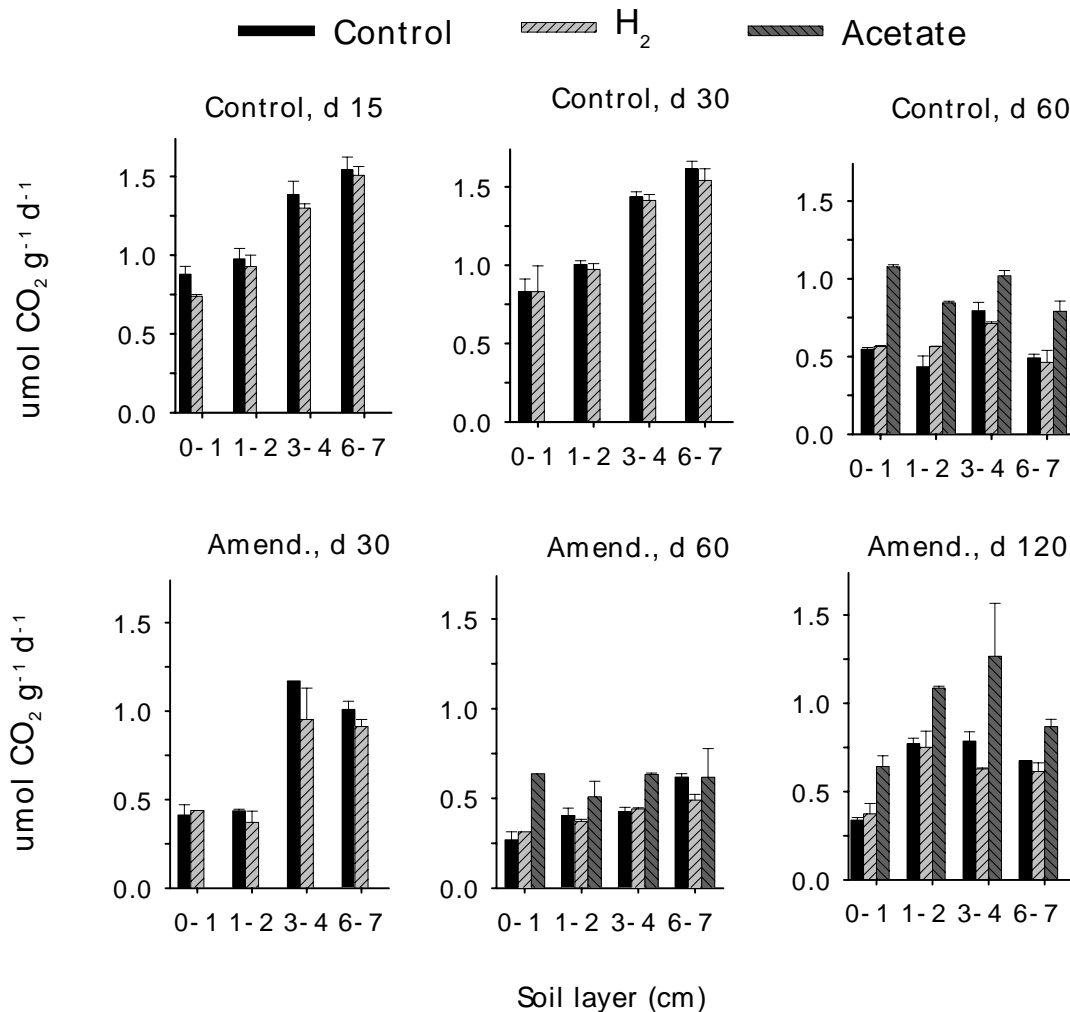 Control H₂ Acetate
Control, d 15 Control, d 30 Control, d 60
umol CO₂ g⁻¹ d⁻¹
1.5 1.5 1.5
1.0 1.0 1.0
0.5 0.5 0.5
0.0 0.0 0.0
0-1 1-2 3-4 6-7 0-1 1-2 3-4 6-7 0-1 1-2 3-4 6-7
Amend., d 30 Amend., d 60 Amend., d 120
umol CO₂ g⁻¹ d⁻¹
1.5 1.5 1.5
1.0 1.0 1.0
0.5 0.5 0.5
0.0 0.0 0.0
0-1 1-2 3-4 6-7 0-1 1-2 3-4 6-7 0-1 1-2 3-4 6-7
Soil layer (cm)